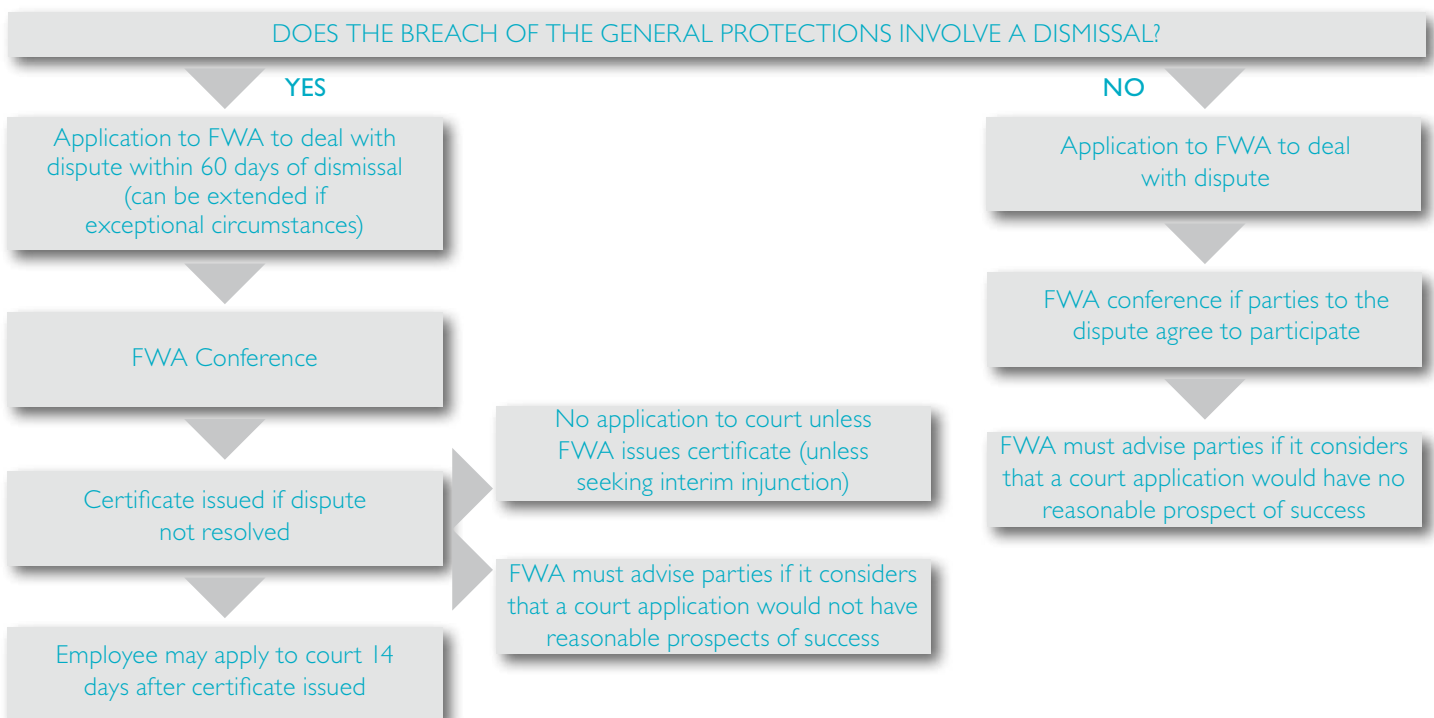 DOES THE BREACH OF THE GENERAL PROTECTIONS INVOLVE A DISMISSAL?
YES
Application to FWA to deal with
dispute within 60 days of dismissal
(can be extended if
exceptional circumstances)
FWA Conference
Certificate issued if dispute
not resolved
Employee may apply to court 14
days after certificate issued
No application to court unless
FWA issues certificate (unless
seeking interim injunction)
FWA must advise parties if it considers
that a court application would not have
reasonable prospects of success
NO
Application to FWA to deal
with dispute
FWA conference if parties to the
dispute agree to participate
FWA must advise parties if it considers
that a court application would have no
reasonable prospect of success